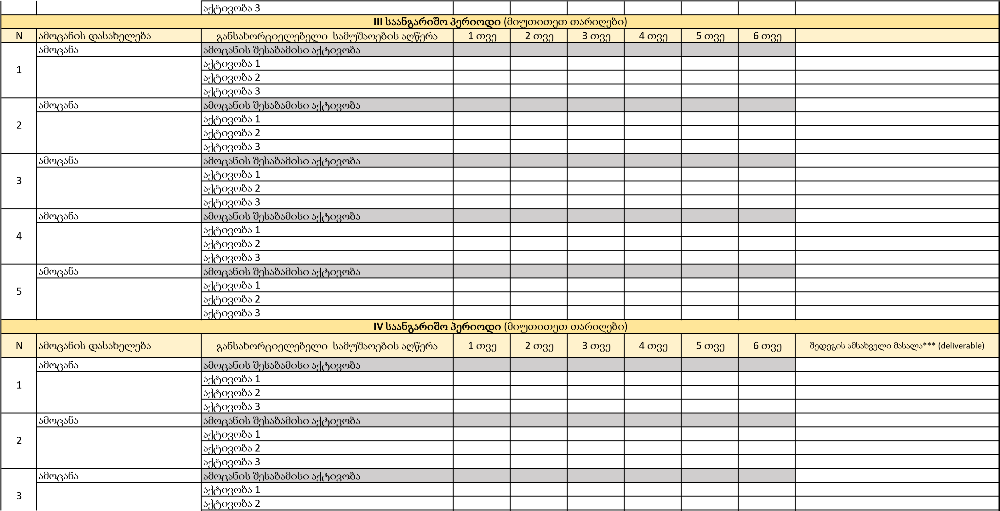 აქტივობა 3
III საანგარიშო პერიოდი (მიუთითეთ თარიღები)
N ამოცანის დასახელება განსახორციელებელი სამუშაოების აღწერა 1 თვე 2 თვე 3 თვე 4 თვე 5 თვე 6 თვე
ამოცანა ამოცანის შესაბამისი აქტივობა
1
აქტივობა 1
აქტივობა 2
აქტივობა 3
ამოცანა ამოცანის შესაბამისი აქტივობა
2
აქტივობა 1
აქტივობა 2
აქტივობა 3
ამოცანა ამოცანის შესაბამისი აქტივობა
3
აქტივობა 1
აქტივობა 2
აქტივობა 3
ამოცანა ამოცანის შესაბამისი აქტივობა
4
აქტივობა 1
აქტივობა 2
აქტივობა 3
ამოცანა ამოცანის შესაბამისი აქტივობა
5
აქტივობა 1
აქტივობა 2
აქტივობა 3
IV საანგარიშო პერიოდი (მიუთითეთ თარიღები)
N ამოცანის დასახელება განსახორციელებელი სამუშაოების აღწერა 1 თვე 2 თვე 3 თვე 4 თვე 5 თვე 6 თვე შედეგის ამსახველი მასალა*** (deliverable)
ამოცანა ამოცანის შესაბამისი აქტივობა
1
აქტივობა 1
აქტივობა 2
აქტივობა 3
ამოცანა ამოცანის შესაბამისი აქტივობა
2
აქტივობა 1
აქტივობა 2
აქტივობა 3
ამოცანა ამოცანის შესაბამისი აქტივობა
3
აქტივობა 1
აქტივობა 2